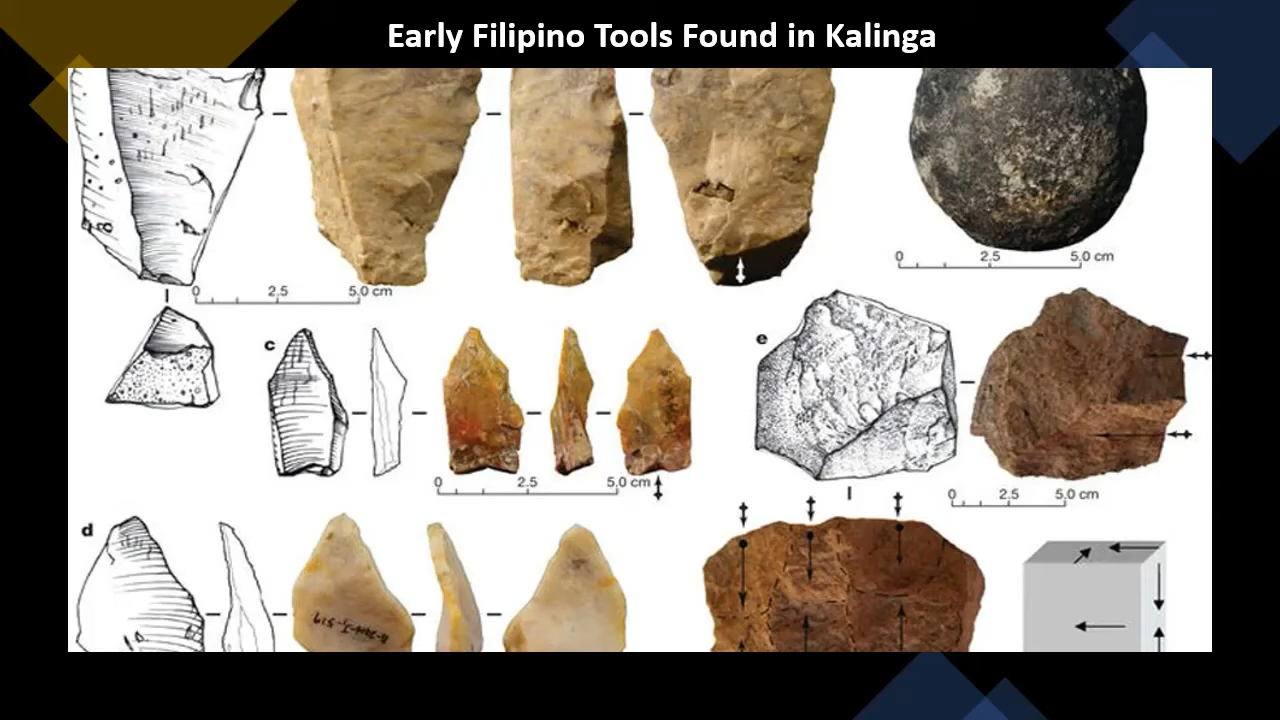 Early Filipino Tools Found in Kalinga
0 2.5 5.0 cm
0 2.5 5.0 cm
c
0 2.5 5.0 cm
e
0 2.5 5.0 cm
d